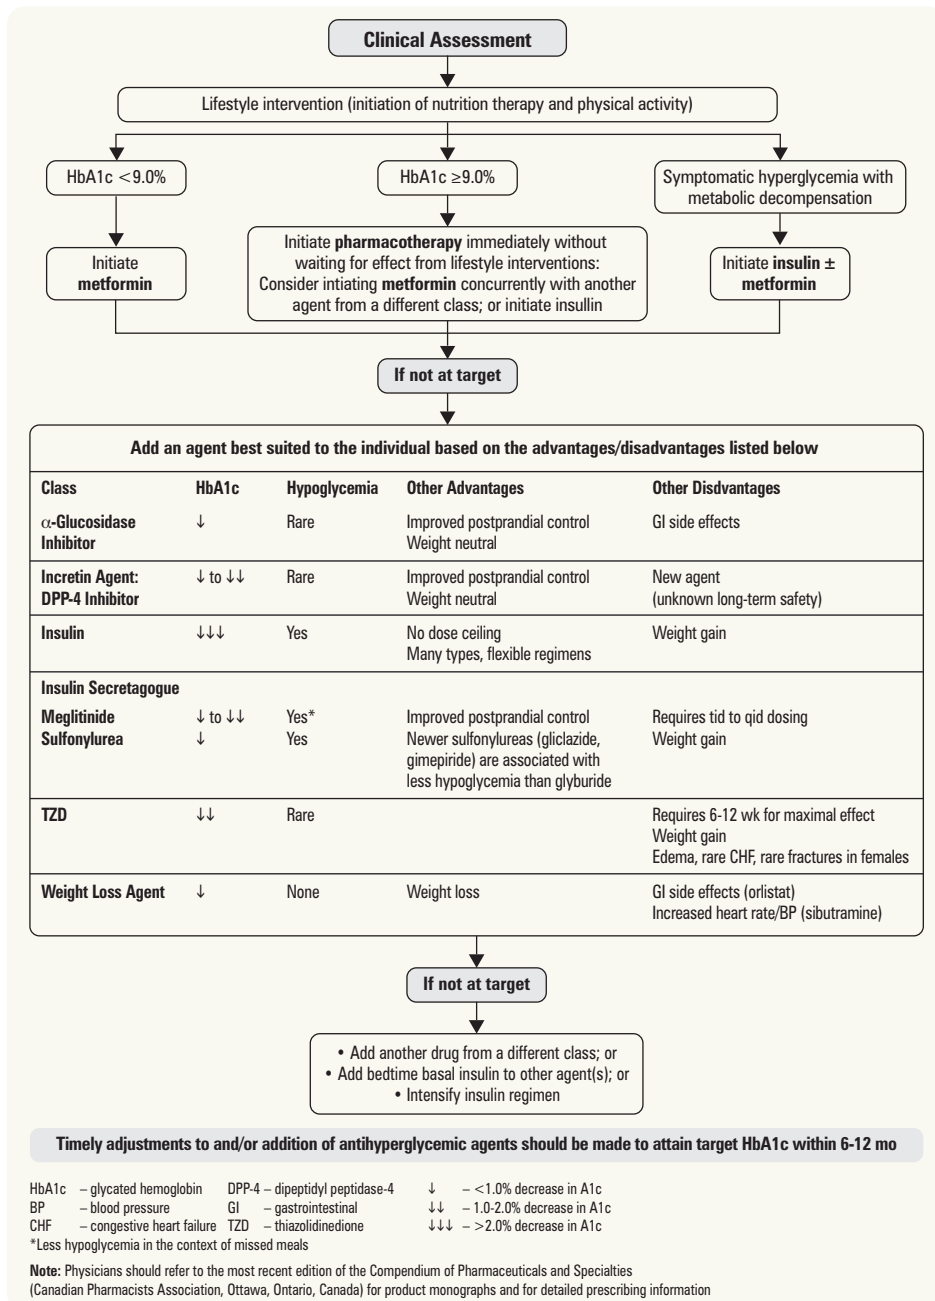 Clinical Assessment
Lifestyle intervention (initiation of nutrition therapy and physical activity)
HbA1c <9.0%
HbA1c ≥9.0%
Symptomatic hyperglycemia with
metabolic decompensation
Initiate
metformin
Initiate pharmacotherapy immediately without
waiting for effect from lifestyle interventions:
Consider intiating metformin concurrently with another
agent from a different class; or initiate insullin
Initiate insulin ±
metformin
If not at target
Add an agent best suited to the individual based on the advantages/disadvantages listed below
Class HbA1c Hypoglycemia Other Advantages Other Disdvantages
α-Glucosidase ↓ Rare Improved postprandial control GI side effects
Inhibitor Weight neutral
Incretin Agent: ↓ to ↓↓ Rare Improved postprandial control New agent
DPP-4 Inhibitor Weight neutral (unknown long-term safety)
Insulin ↓↓↓ Yes No dose ceiling Weight gain
Many types, flexible regimens
Insulin Secretagogue
Meglitinide ↓ to ↓↓ Yes* Improved postprandial control Requires tid to qid dosing
Sulfonylurea ↓ Yes Newer sulfonylureas (gliclazide, Weight gain
gimepiride) are associated with
less hypoglycemia than glyburide
TZD ↓↓ Rare Requires 6-12 wk for maximal effect
Weight gain
Edema, rare CHF, rare fractures in females
Weight Loss Agent ↓ None Weight loss GI side effects (orlistat)
Increased heart rate/BP (sibutramine)
If not at target
• Add another drug from a different class; or
• Add bedtime basal insulin to other agent(s); or
• Intensify insulin regimen
Timely adjustments to and/or addition of antihyperglycemic agents should be made to attain target HbA1c within 6-12 mo
HbA1c – glycated hemoglobin DPP-4 – dipeptidyl peptidase-4 ↓ – <1.0% decrease in A1c
BP – blood pressure GI – gastrointestinal ↓↓ – 1.0-2.0% decrease in A1c
CHF – congestive heart failure TZD – thiazolidinedione ↓↓↓ – >2.0% decrease in A1c
*Less hypoglycemia in the context of missed meals
Note: Physicians should refer to the most recent edition of the Compendium of Pharmaceuticals and Specialties
(Canadian Pharmacists Association, Ottawa, Ontario, Canada) for product monographs and for detailed prescribing information